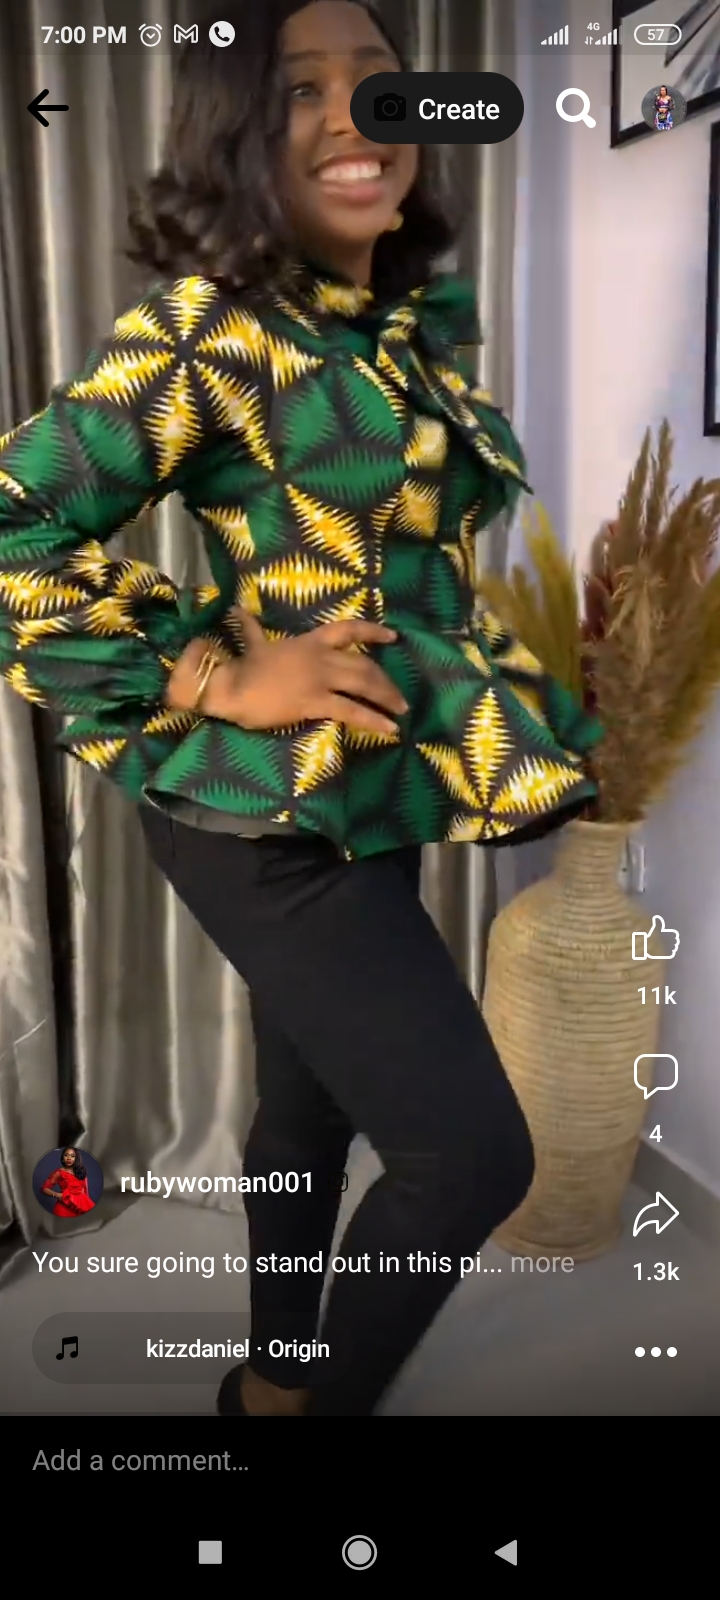 7:00 PM
4G
57
Create
11k
4
rubywoman001
You sure going to stand out in this pi... more
1.3k
kizzdaniel · Origin
Add a comment...